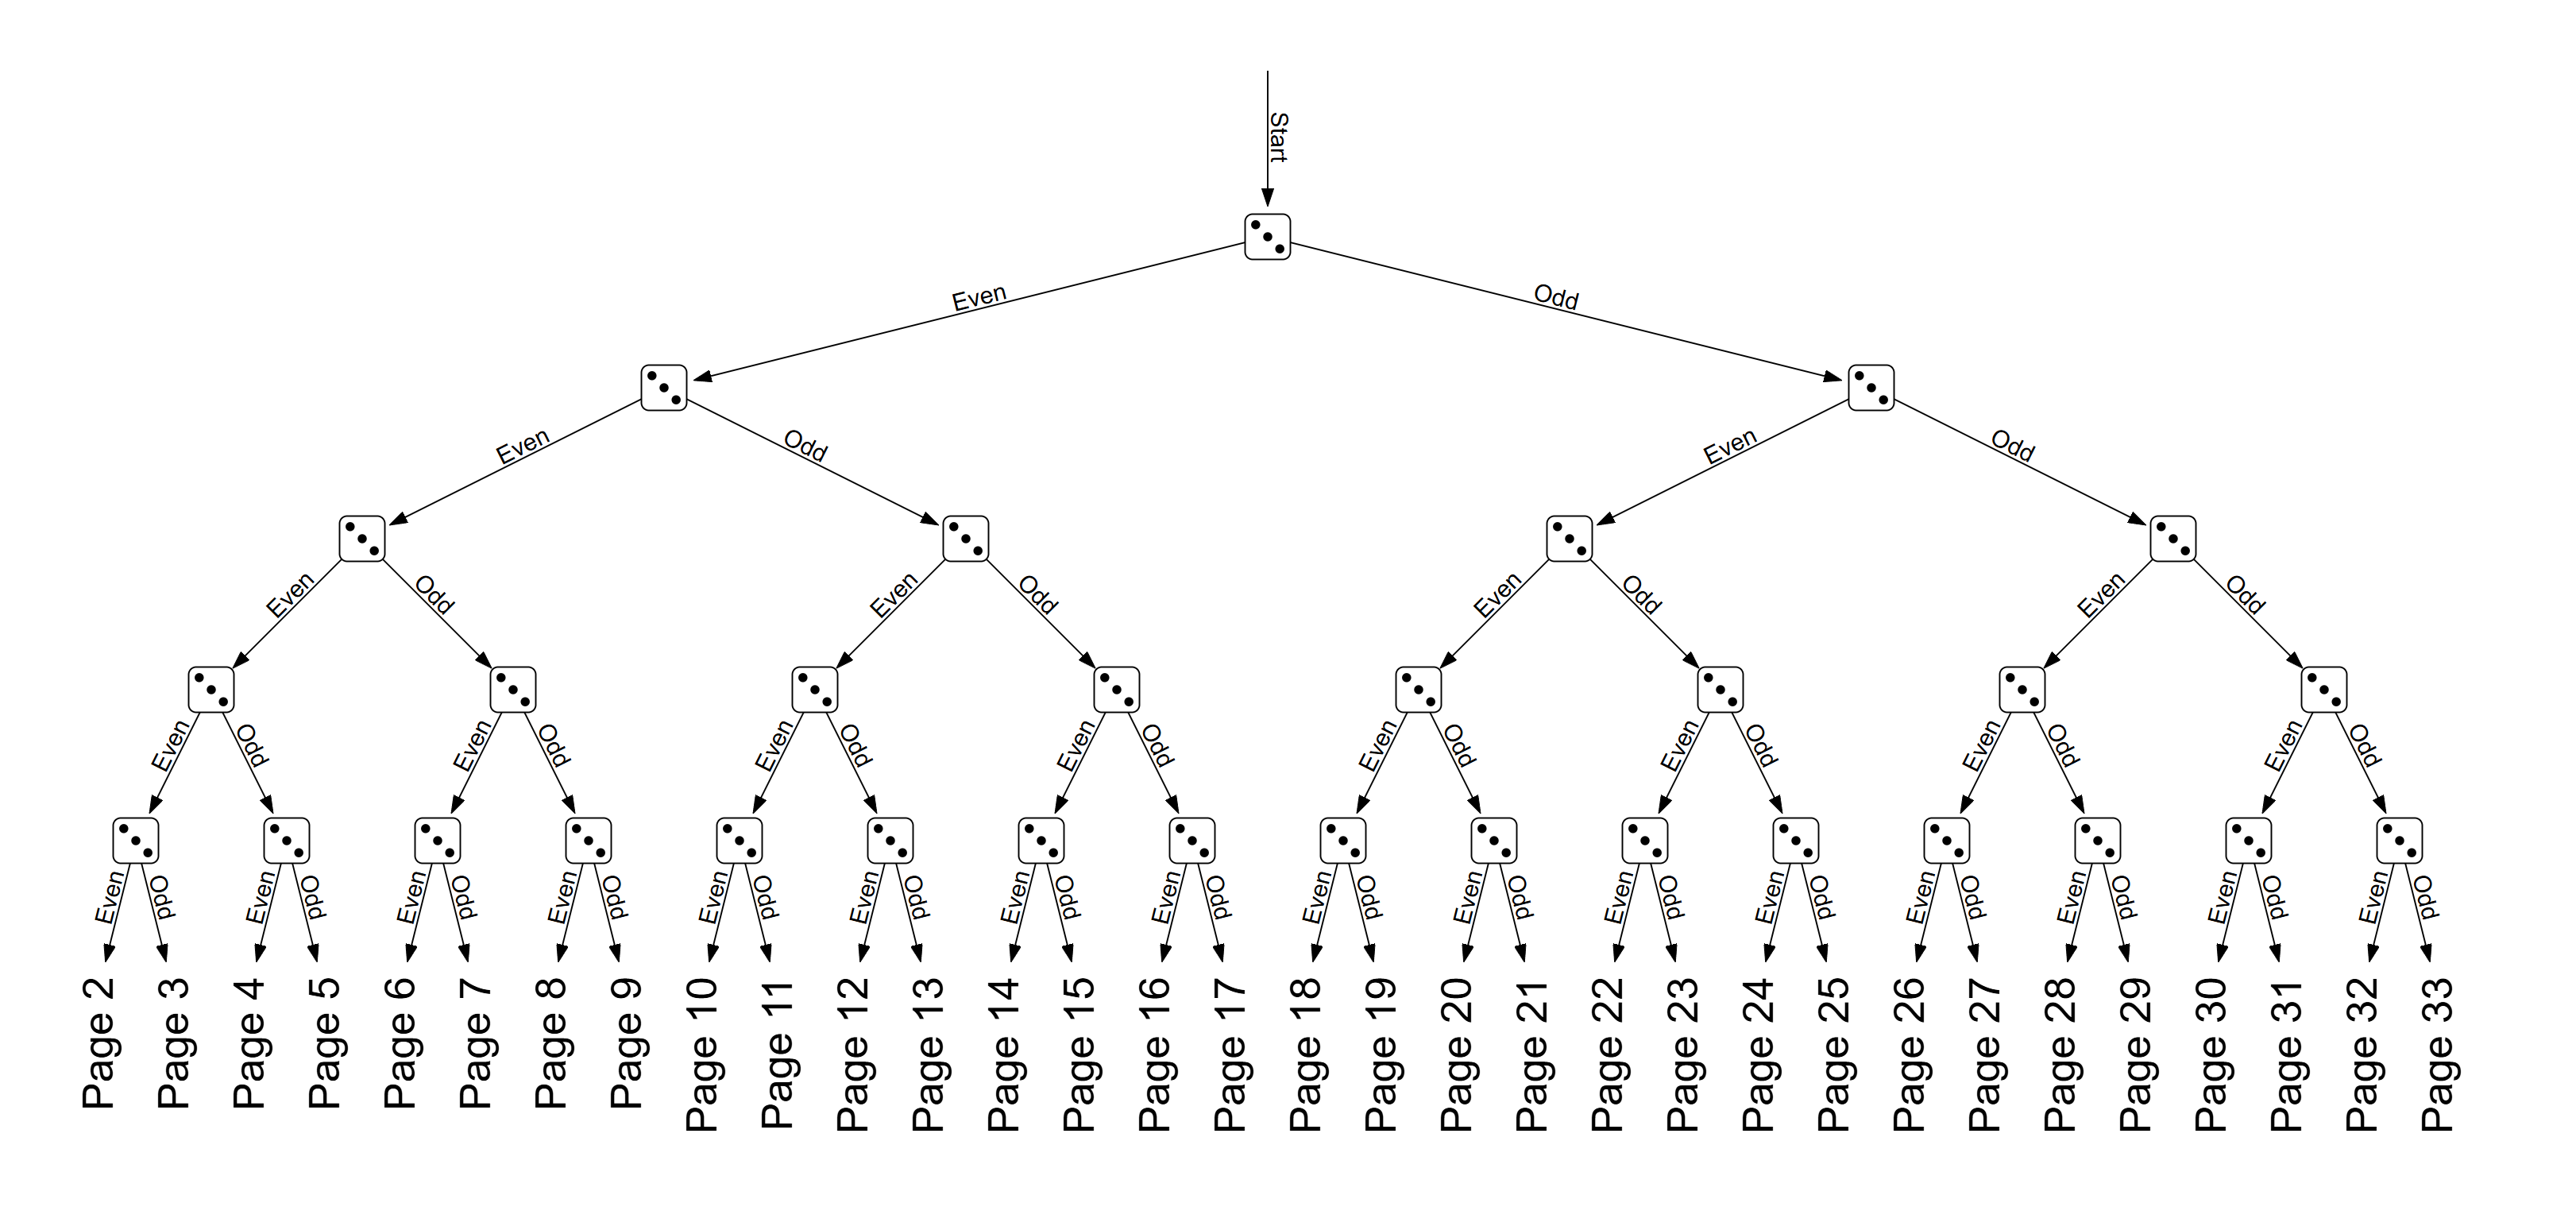 Start
Even Odd
Even Odd Even Odd
Even Odd Even Odd Even Odd Even Odd
Even Odd Even Odd Even Odd Even Odd Even Odd Even Odd Even Odd Even Odd
Even Odd Even Odd Even Odd Even Odd Even Odd Even Odd Even Odd Even Odd Even Odd Even Odd Even Odd Even Odd Even Odd Even Odd Even Odd Even Odd
Page 2
Page 3
Page 4
Page 5
Page 6
Page 7
Page 8
Page 9
Page 10
Page 11
Page 12
Page 13
Page 14
Page 15
Page 16
Page 17
Page 18
Page 19
Page 20
Page 21
Page 22
Page 23
Page 24
Page 25
Page 26
Page 27
Page 28
Page 29
Page 30
Page 31
Page 32
Page 33